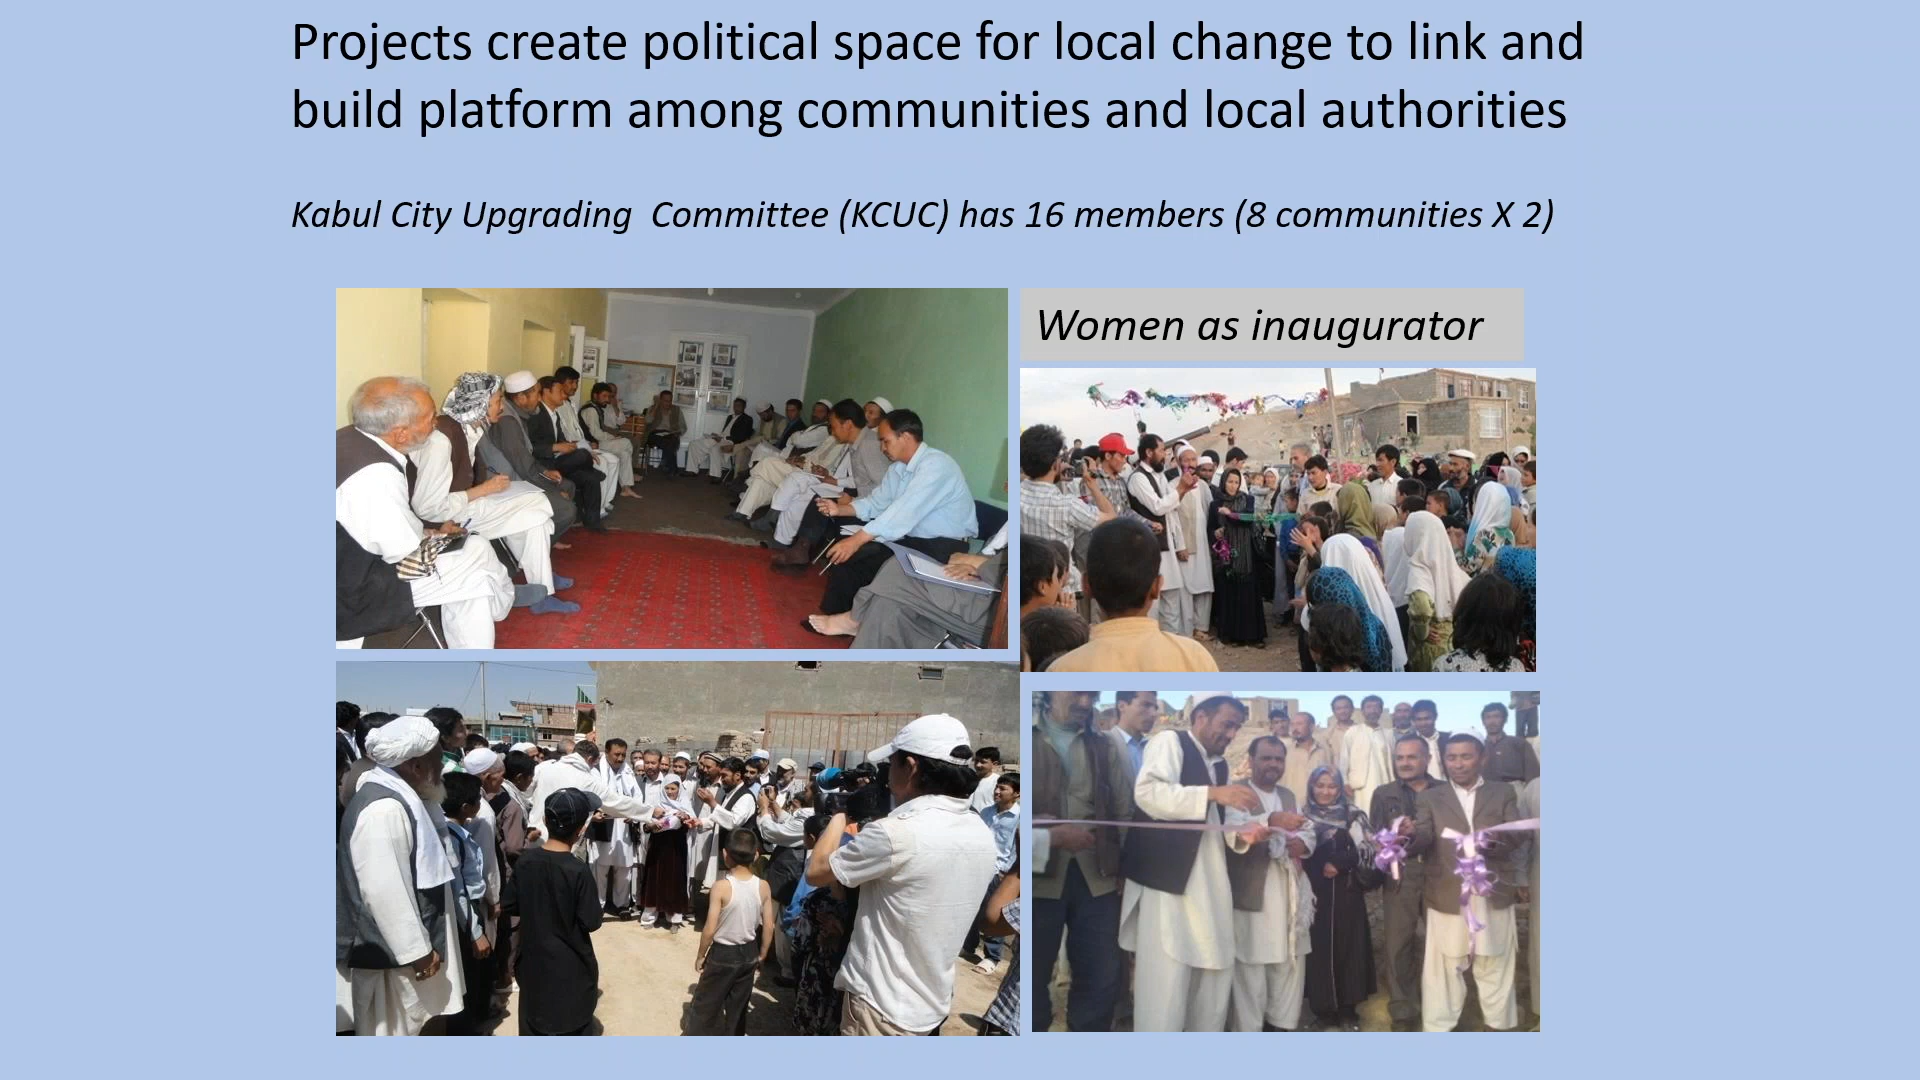 Projects create political space for local change to link and
build platform among communities and local authorities
Kabul City Upgrading Committee (KCUC) has 16 members (8 communities X 2)
Women as inaugurator